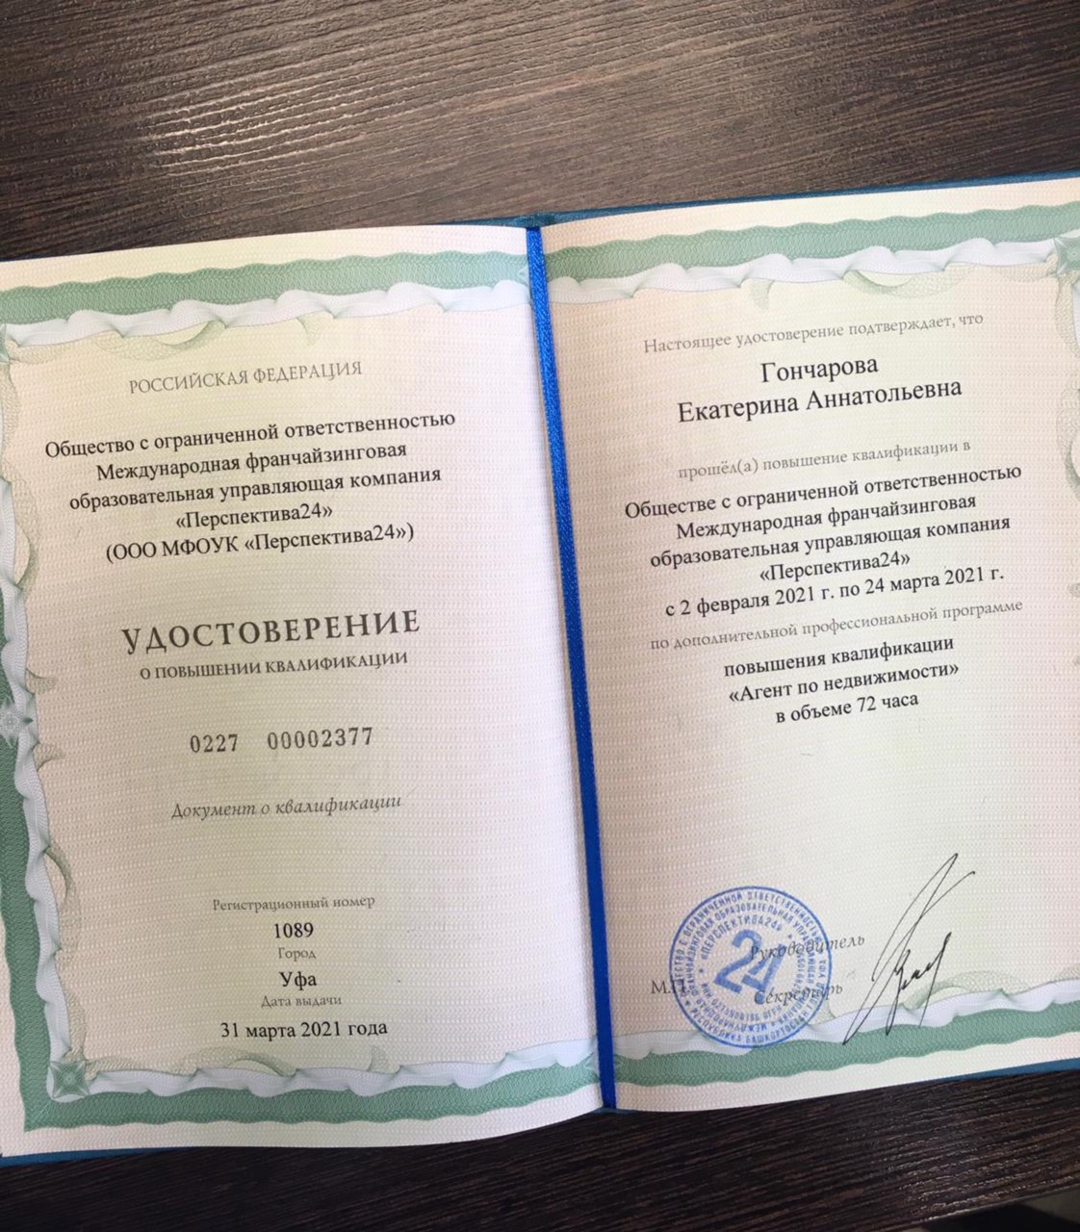 РОССИЙСКАЯ ФЕДЕРАЦИЯ
Общество с ограниченной ответственностью
Международная франчайзинговая
образовательная управляющая компания
«Перспектива24»
(ООО МФОУК «Перспектива24»)
УДОСТОВЕРЕНИЕ
О ПОВЫШЕНИИ КВАЛИФИКАЦИИ
0227 00002377
Документ о квалификации
Регистрационный номер
1089
Город
Уфа
Дата выдачи
31 марта 2021 года
Настоящее удостоверение подтверждает, что
Гончарова
Екатерина Аннатольевна
прошёл(а) повышение квалификации в
Обществе с ограниченной ответственностью
Международная франчайзинговая
образовательная управляющая компания
«Перспектива24»
с 2 февраля 2021 г. по 24 марта 2021 г.
по дополнительной профессиональной программе
повышения квалификации
«Агент по недвижимости»
в объеме 72 часа
Руководитель
М.П.
Секретарь
«ПЕРСПЕКТИВА24»
24